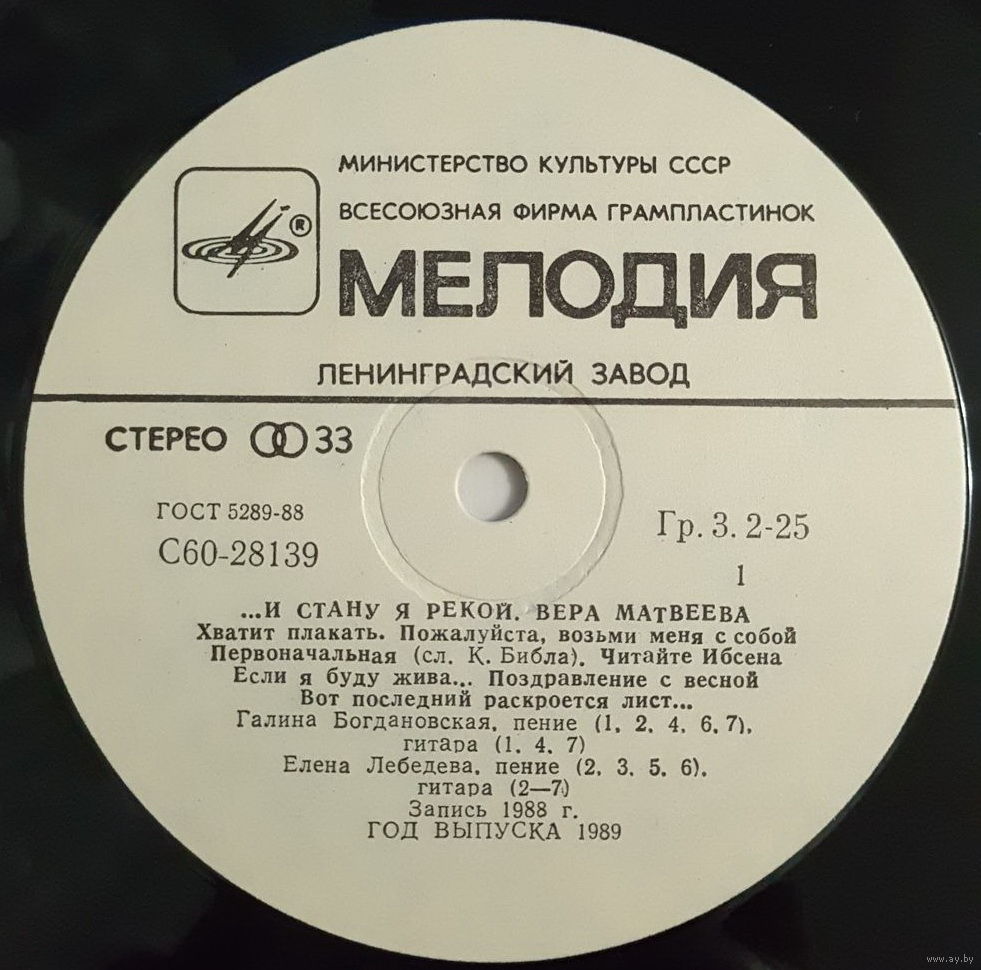 МИНИСТЕРСТВО КУЛЬТУРЫ СССР
ВСЕСОЮЗНАЯ ФИРМА ГРАМПЛАСТИНОК
®
МЕЛОДИЯ
ЛЕНИНГРАДСКИЙ ЗАВОД
СТЕРЕО 33
ГОСТ 5289-88
С60-28139
Гр. 3. 2-25
1
...И СТАНУ Я РЕКОЙ. ВЕРА МАТВЕЕВА
Хватит плакать. Пожалуйста, возьми меня с собой
Первоначальная (сл. К. Библа). Читайте Ибсена
Если я буду жива... Поздравление с весной
Вот последний раскроется лист...
Галина Богдановская, пение (1, 2, 4, 6, 7),
гитара (1, 4, 7)
Елена Лебедева, пение (2, 3, 5, 6),
гитара (2—7)
Запись 1988 г.
ГОД ВЫПУСКА 1989
www.ay.by